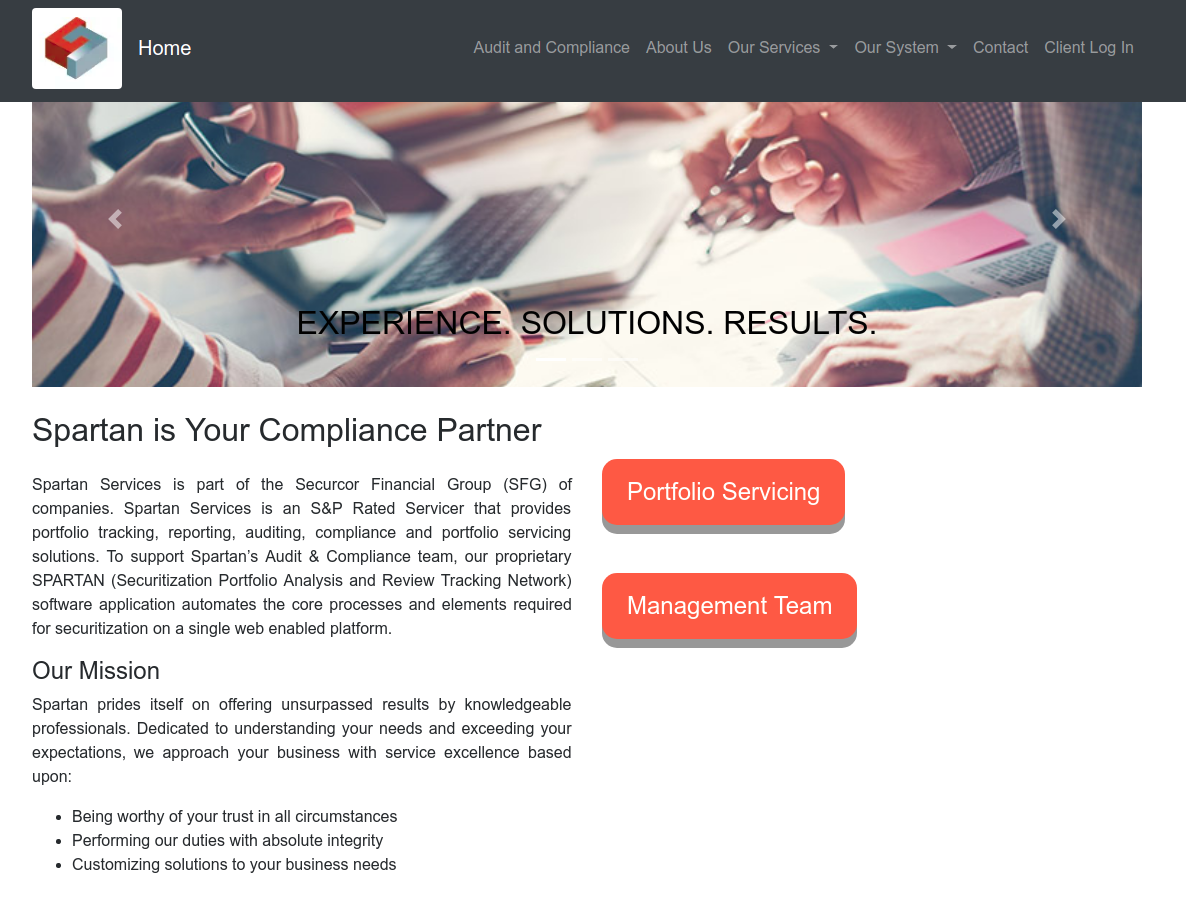 Home
Audit and Compliance
About Us
Our Services
Our System
Contact
Client Log In
EXPERIENCE. SOLUTIONS. RESULTS.
Spartan is Your Compliance Partner
Spartan Services is part of the Securcor Financial Group (SFG) of
companies. Spartan Services is an S&P Rated Servicer that provides
portfolio tracking, reporting, auditing, compliance and portfolio servicing
solutions. To support Spartan’s Audit & Compliance team, our proprietary
SPARTAN (Securitization Portfolio Analysis and Review Tracking Network)
software application automates the core processes and elements required
for securitization on a single web enabled platform.
Our Mission
Spartan prides itself on offering unsurpassed results by knowledgeable
professionals. Dedicated to understanding your needs and exceeding your
expectations, we approach your business with service excellence based
upon:
Being worthy of your trust in all circumstances
Performing our duties with absolute integrity
Customizing solutions to your business needs
Portfolio Servicing
Management Team